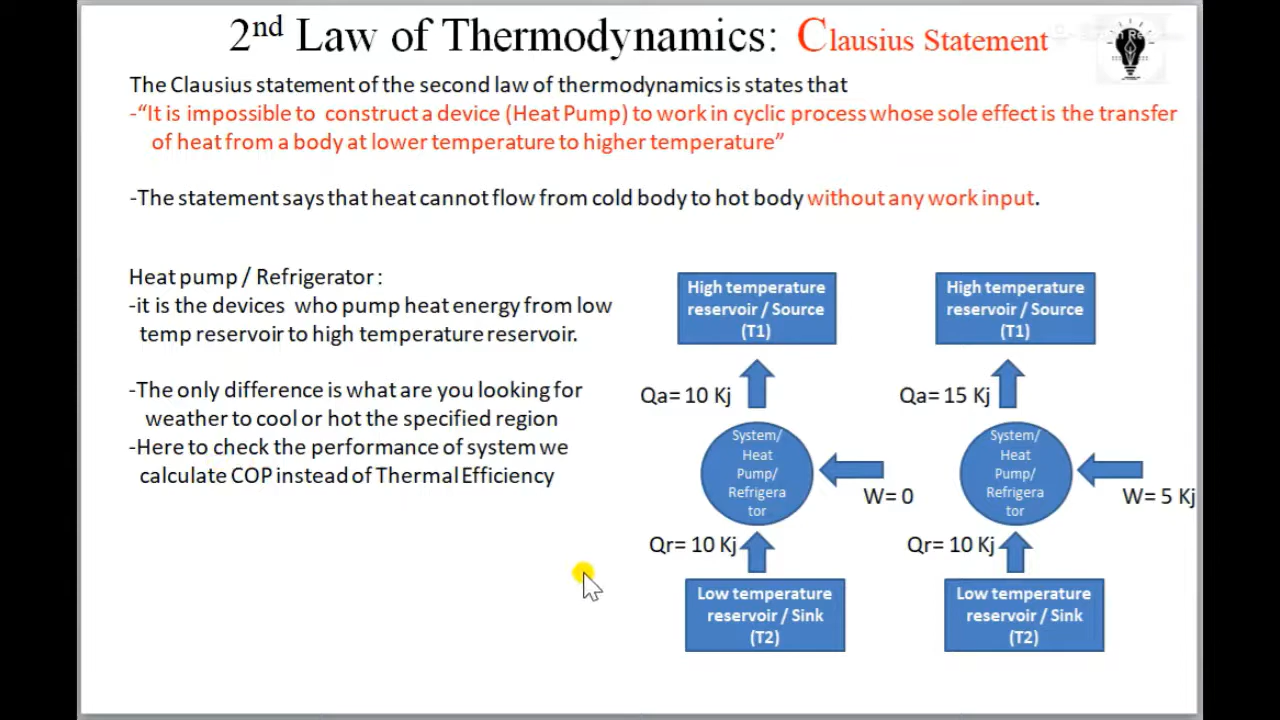 2nd Law of Thermodynamics: Clausius Statement
The Clausius statement of the second law of thermodynamics is states that
-“It is impossible to construct a device (Heat Pump) to work in cyclic process whose sole effect is the transfer
of heat from a body at lower temperature to higher temperature”
-The statement says that heat cannot flow from cold body to hot body without any work input.
Heat pump / Refrigerator :
-it is the devices who pump heat energy from low
temp reservoir to high temperature reservoir.
-The only difference is what are you looking for
weather to cool or hot the specified region
-Here to check the performance of system we
calculate COP instead of Thermal Efficiency
High temperature
reservoir / Source
(T1)
Qa= 10 Kj
System/
Heat
Pump/
Refrigera
tor
W= 0
Qr= 10 Kj
Low temperature
reservoir / Sink
(T2)
High temperature
reservoir / Source
(T1)
Qa= 15 Kj
System/
Heat
Pump/
Refrigera
tor
W= 5 Kj
Qr= 10 Kj
Low temperature
reservoir / Sink
(T2)